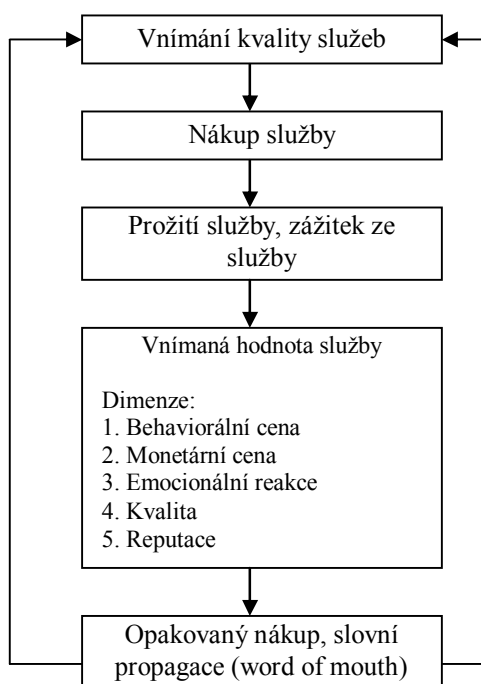 Vnímání kvality služeb
Nákup služby
Prožití služby, zážitek ze
služby
Vnímaná hodnota služby
Dimenze:
1. Behaviorální cena
2. Monetární cena
3. Emocionální reakce
4. Kvalita
5. Reputace
Opakovaný nákup, slovní
propagace (word of mouth)